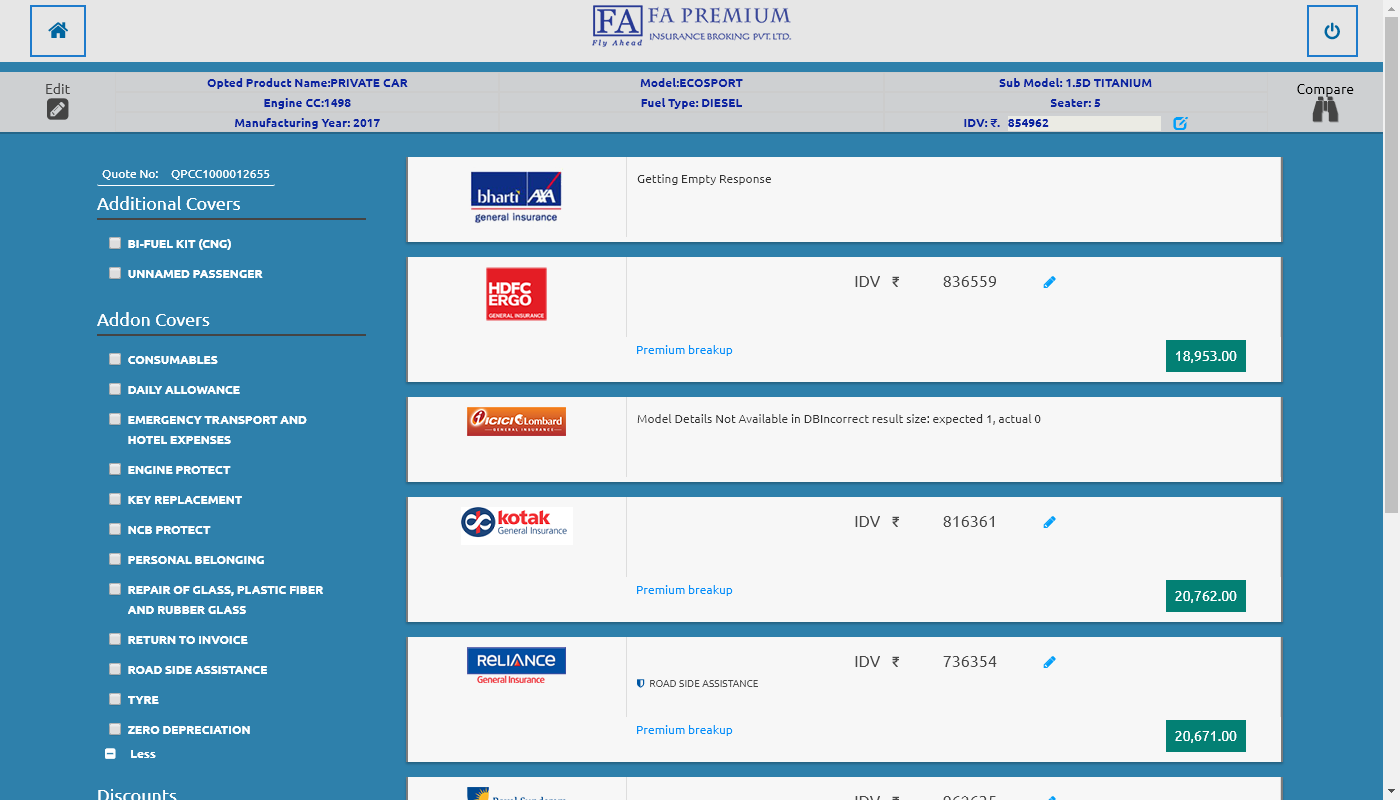 FA
FA PREMIUM
INSURANCE BROKING PVT. LTD.
Fly Ahead
Edit
Opted Product Name:PRIVATE CAR
Model:ECOSPORT
Sub Model: 1.5D TITANIUM
Compare
Engine CC:1498
Fuel Type: DIESEL
Seater: 5
Manufacturing Year: 2017
IDV: ₹. 854962
Quote No: QPCC1000012655
Additional Covers
BI-FUEL KIT (CNG)
UNNAMED PASSENGER
Addon Covers
CONSUMABLES
DAILY ALLOWANCE
EMERGENCY TRANSPORT AND
HOTEL EXPENSES
ENGINE PROTECT
KEY REPLACEMENT
NCB PROTECT
PERSONAL BELONGING
REPAIR OF GLASS, PLASTIC FIBER
AND RUBBER GLASS
RETURN TO INVOICE
ROAD SIDE ASSISTANCE
TYRE
ZERO DEPRECIATION
Less
Discounts
bharti AXA
general insurance
Getting Empty Response
HDFC
ERGO
GENERAL INSURANCE
IDV ₹ 836559
Premium breakup
18,953.00
ICICI Lombard
GENERAL INSURANCE
Model Details Not Available in DBIncorrect result size: expected 1, actual 0
kotak
General Insurance
IDV ₹ 816361
Premium breakup
20,762.00
RELIANCE
General Insurance
IDV ₹ 736354
ROAD SIDE ASSISTANCE
Premium breakup
20,671.00